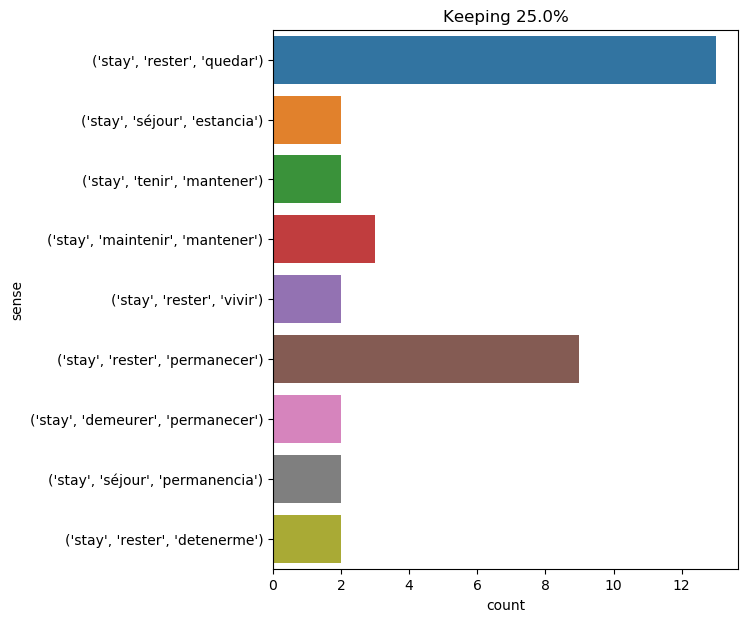 Keeping 25.0%
('stay', 'rester', 'quedar')
('stay', 'séjour', 'estancia')
('stay', 'tenir', 'mantener')
('stay', 'maintenir', 'mantener')
('stay', 'rester', 'vivir')
('stay', 'rester', 'permanecer')
('stay', 'demeurer', 'permanecer')
('stay', 'séjour', 'permanencia')
('stay', 'rester', 'detenerme')
sense
0 2 4 6 8 10 12
count